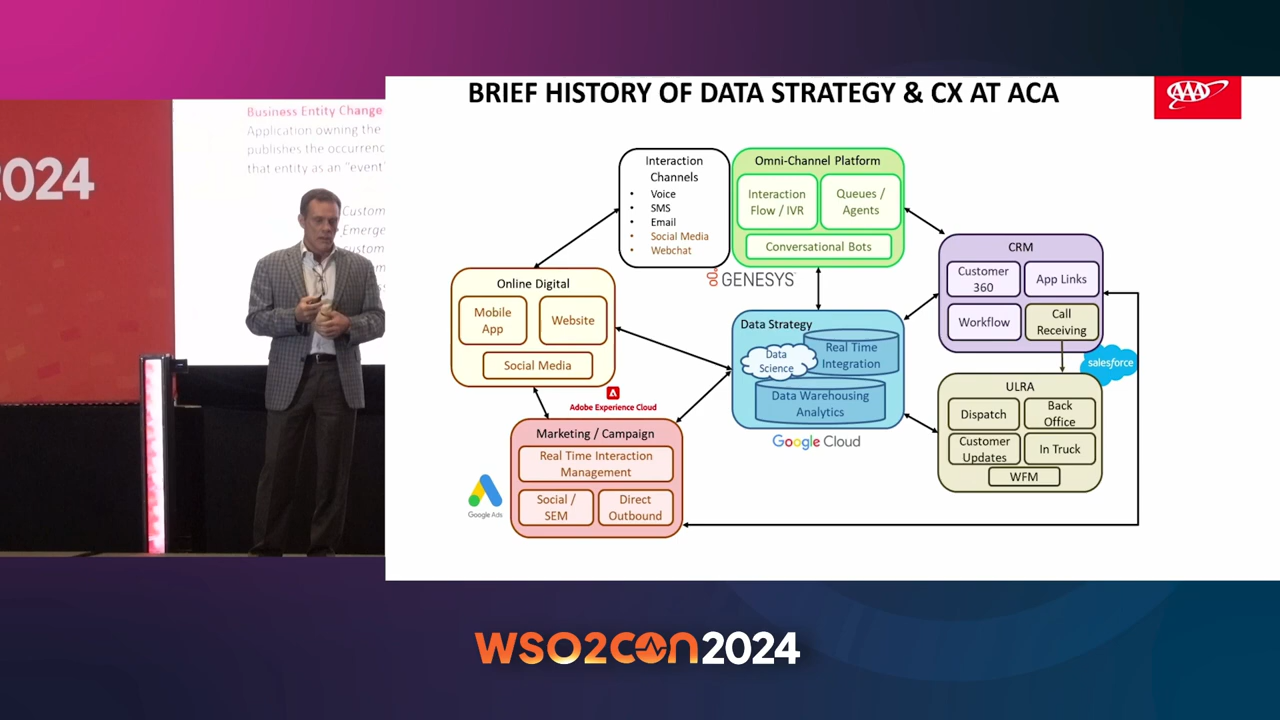 BRIEF HISTORY OF DATA STRATEGY & CX AT ACA
AAA
2024
Business Entity Change
Application owning the
publishes the occurrenc
that entity as an "event"
Custom
Emerge
custom
Interaction
Channels
• Voice
• SMS
• Email
• Social Media
• Webchat
Omni-Channel Platform
Interaction
Flow / IVR
Queues /
Agents
Conversational Bots
GENESYS
CRM
Customer
360
App Links
Workflow
Call
Receiving
salesforce
Online Digital
Mobile
App
Website
Social Media
Adobe Experience Cloud
Data Strategy
Data
Science
Real Time
Integration
Data Warehousing
Analytics
Google Cloud
ULRA
Dispatch
Back
Office
Customer
Updates
In Truck
WFM
Marketing / Campaign
Real Time Interaction
Management
Social /
SEM
Direct
Outbound
Google Ads
WSO2CON2024